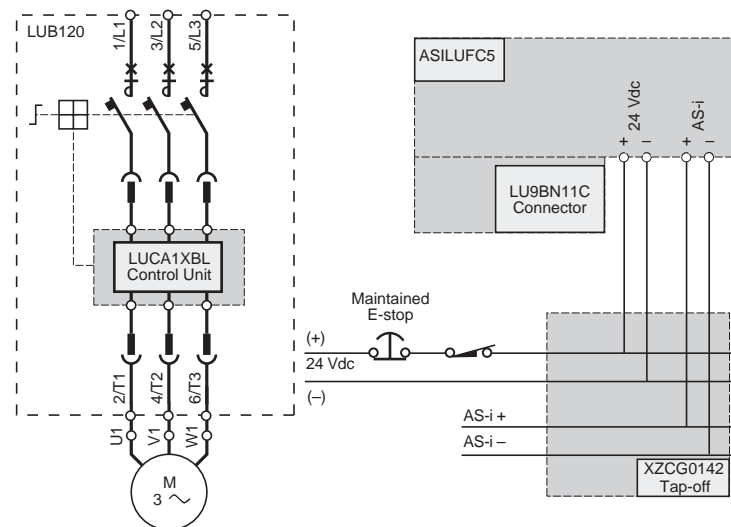 LUB120
1/L1
3/L2
5/L3
LUCA1XBL
Control Unit
2/T1
4/T2
6/T3
U1
V1
W1
M
3 ~
ASILUFC5
24 Vdc
AS-i
+ – + –
LU9BN11C
Connector
Maintained
E-stop
(+)
24 Vdc
(–)
AS-i +
AS-i –
XZCG0142
Tap-off